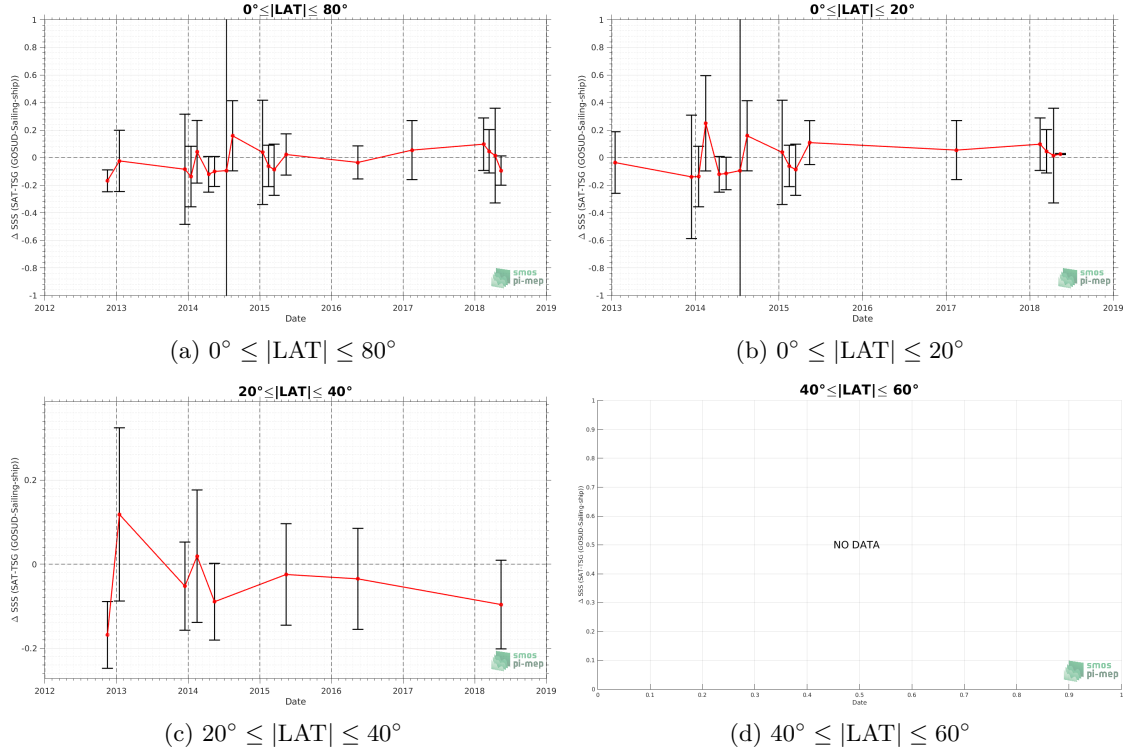 0°≤|LAT|≤ 80°
1
0.8
0.6
0.4
0.2
0
-0.2
-0.4
-0.6
-0.8
-1
Δ SSS (SAT-TSG (GOSUD-Sailing-ship))
2012 2013 2014 2015 2016 2017 2018 2019
Date
smos
pi-mep
(a) 0° ≤ |LAT| ≤ 80°
0°≤|LAT|≤ 20°
1
0.8
0.6
0.4
0.2
0
-0.2
-0.4
-0.6
-0.8
-1
Δ SSS (SAT-TSG (GOSUD-Sailing-ship))
2013 2014 2015 2016 2017 2018 2019
Date
smos
pi-mep
(b) 0° ≤ |LAT| ≤ 20°
20°≤|LAT|≤ 40°
0.2
0
-0.2
Δ SSS (SAT-TSG (GOSUD-Sailing-ship))
2012 2013 2014 2015 2016 2017 2018 2019
Date
smos
pi-mep
(c) 20° ≤ |LAT| ≤ 40°
40°≤|LAT|≤ 60°
1
0.9
0.8
0.7
0.6
0.5
0.4
0.3
0.2
0.1
0
Δ SSS (SAT-TSG (GOSUD-Sailing-ship))
NO DATA
0 0.1 0.2 0.3 0.4 0.5 0.6 0.7 0.8 0.9 1
Date
smos
pi-mep
(d) 40° ≤ |LAT| ≤ 60°